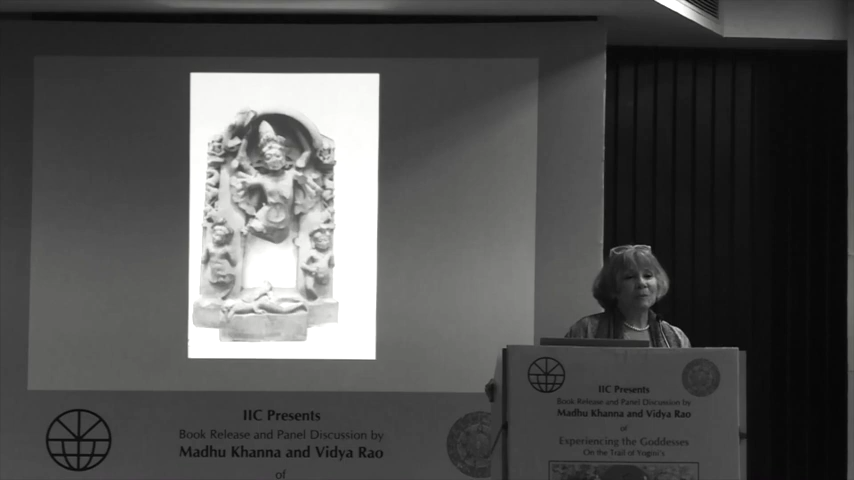 IIC Presents
Book Release and Panel Discussion by
Madhu Khanna and Vidya Rao
of
IIC Presents
Book Release and Panel Discussion by
Madhu Khanna and Vidya Rao
of
Experiencing the Goddesses
On the Trail of Yogini's